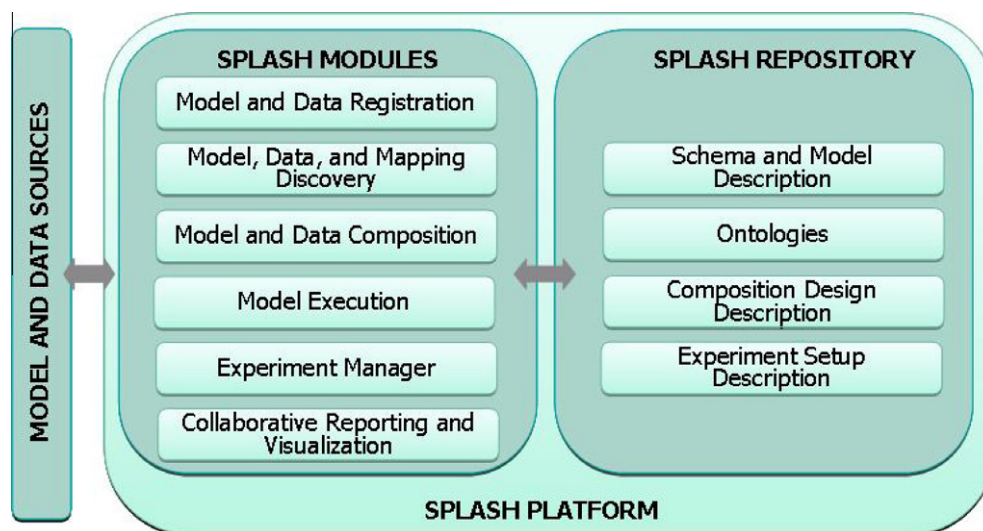 MODEL AND DATA SOURCES
SPLASH MODULES
Model and Data Registration
Model, Data, and Mapping
Discovery
Model and Data Composition
Model Execution
Experiment Manager
Collaborative Reporting and
Visualization
SPLASH REPOSITORY
Schema and Model
Description
Ontologies
Composition Design
Description
Experiment Setup
Description
SPLASH PLATFORM